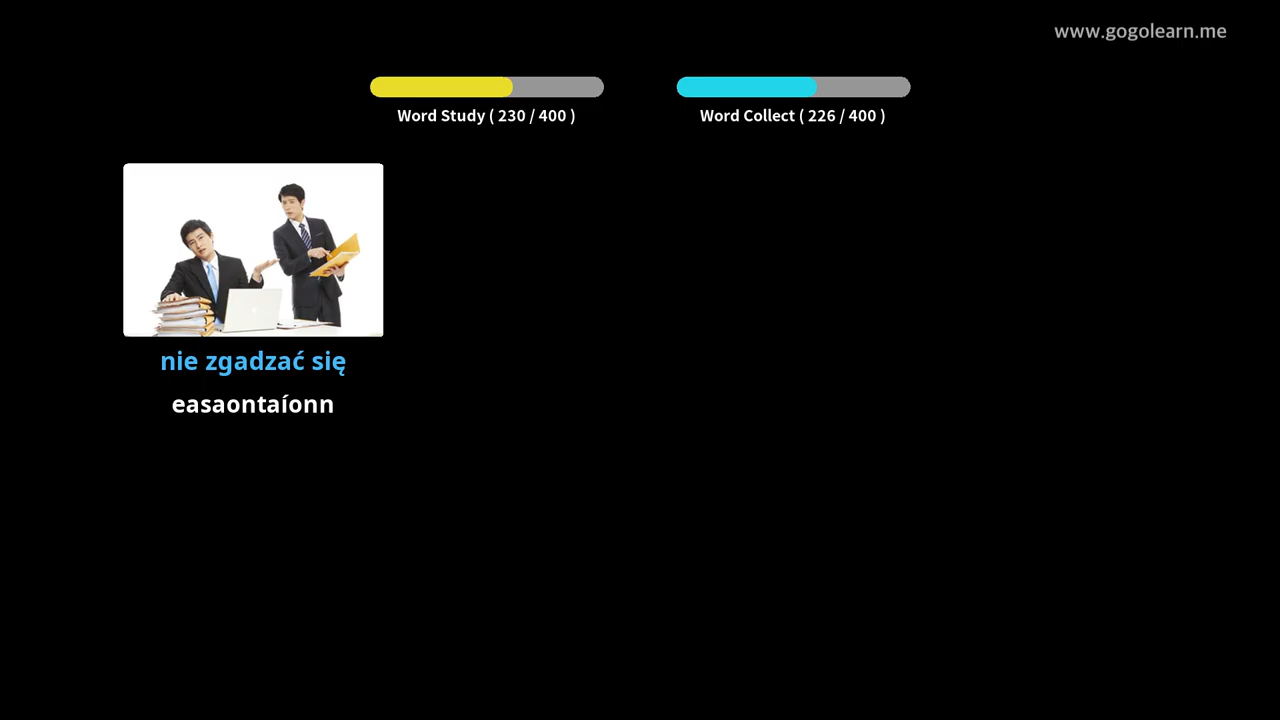 www.gogolearn.me
Word Study ( 230 / 400 )
Word Collect ( 226 / 400 )
nie zgadzać się
easaontaíonn